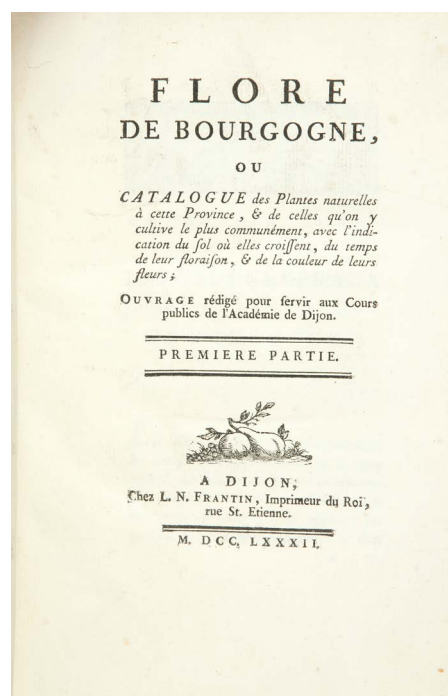 FLORE
DE BOURGOGNE,
OU
CATALOGUE des Plantes naturelles
à cette Province, & de celles qu'on y
cultive le plus communément, avec l'indi-
cation du ſol où elles croiſſent, du temps
de leur floraiſon, & de la couleur de leurs
fleurs;
OUVRAGE rédigé pour ſervir aux Cours
publics de l'Académie de Dijon.
PREMIERE PARTIE.
A DIJON,
Chez L. N. FRANTIN, Imprimeur du Roi,
rue St. Etienne.
M. DCC. LXXXII.